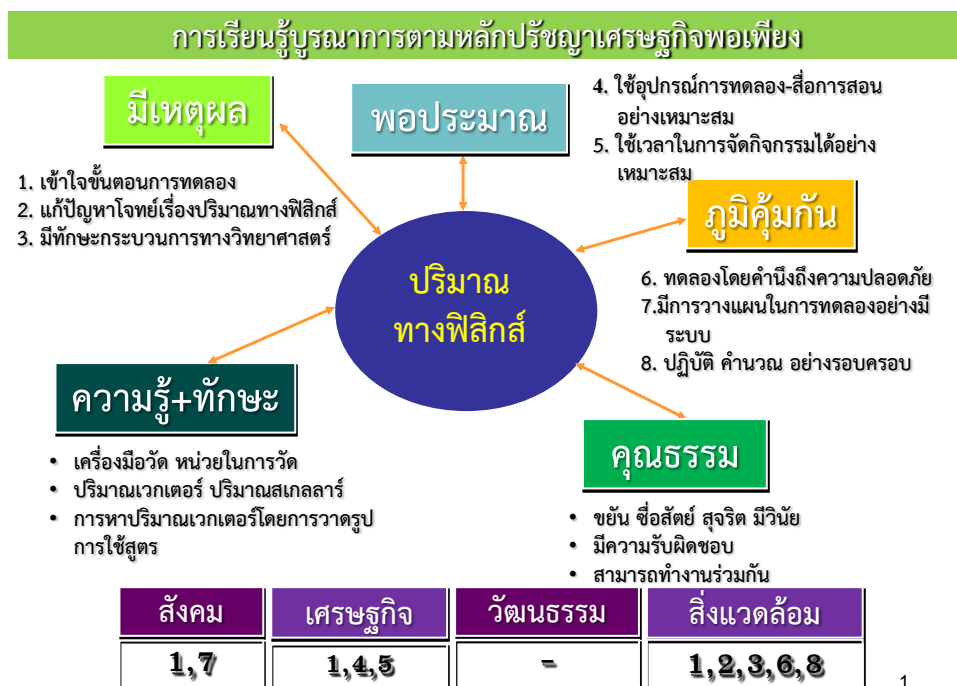 การเรียนรู้บูรณาการตามหลักปรัชญาเศรษฐกิจพอเพียง
มีเหตุผล
1. เข้าใจขั้นตอนการทดลอง
2. แก้ปัญหาโจทย์เรื่องปริมาณทางฟิสิกส์
3. มีทักษะกระบวนการทางวิทยาศาสตร์
พอประมาณ
4. ใช้อุปกรณ์การทดลอง-สื่อการสอน
อย่างเหมาะสม
5. ใช้เวลาในการจัดกิจกรรมได้อย่าง
เหมาะสม
ภูมิคุ้มกัน
6. ทดลองโดยคำนึงถึงความปลอดภัย
7.มีการวางแผนในการทดลองอย่างมี
ระบบ
8. ปฏิบัติ คำนวณ อย่างรอบครอบ
ปริมาณ
ทางฟิสิกส์
ความรู้+ทักษะ
• เครื่องมือวัด หน่วยในการวัด
• ปริมาณเวกเตอร์ ปริมาณสเกลลาร์
• การหาปริมาณเวกเตอร์โดยการวาดรูป
การใช้สูตร
คุณธรรม
• ขยัน ซื่อสัตย์ สุจริต มีวินัย
• มีความรับผิดชอบ
• สามารถทำงานร่วมกัน
สังคม เศรษฐกิจ วัฒนธรรม สิ่งแวดล้อม
1,7 1,4,5 - 1,2,3,6,8
1